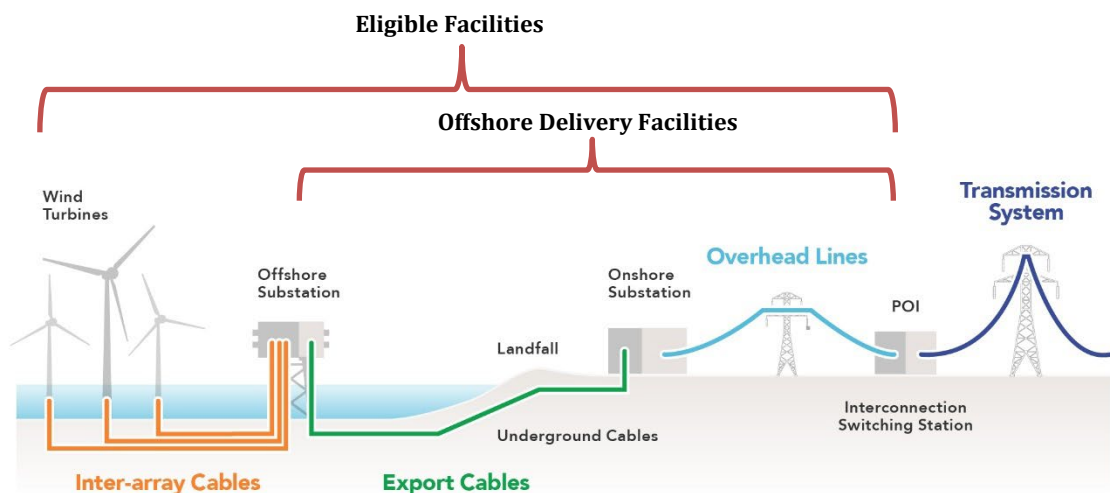 Eligible Facilities
Offshore Delivery Facilities
Wind
Turbines
Offshore
Substation
Landfall
Underground Cables
Onshore
Substation
Overhead Lines
POI
Transmission
System
Interconnection
Switching Station
Inter-array Cables
Export Cables